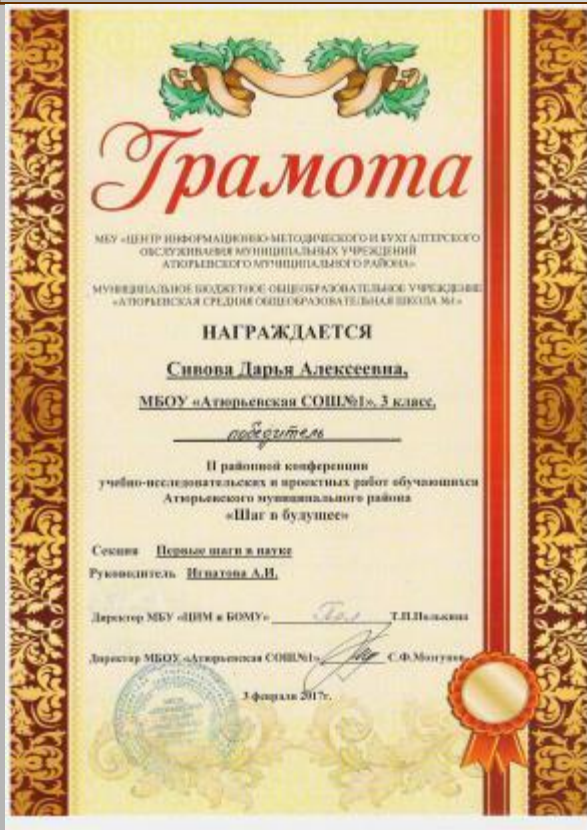 Грамота
МБУ «ЦЕНТР ИНФОРМАЦИОННО-МЕТОДИЧЕСКОГО И БУХГАЛТЕРСКОГО
ОБСЛУЖИВАНИЯ МУНИЦИПАЛЬНЫХ УЧРЕЖДЕНИЙ
АТЮРЬЕВСКОГО МУНИЦИПАЛЬНОГО РАЙОНА»
МУНИЦИПАЛЬНОЕ БЮДЖЕТНОЕ ОБЩЕОБРАЗОВАТЕЛЬНОЕ УЧРЕЖДЕНИЕ
«АТЮРЬЕВСКАЯ СРЕДНЯЯ ОБЩЕОБРАЗОВАТЕЛЬНАЯ ШКОЛА №1»
НАГРАЖДАЕТСЯ
Сивова Дарья Алексеевна,
МБОУ «Атюрьевская СОШ№1», 3 класс,
победитель
II районной конференции
учебно-исследовательских и проектных работ обучающихся
Атюрьевского муниципального района
«Шаг в будущее»
Секция Первые шаги в науке
Руководитель Игнатова А.И.
Директор МБУ «ЦИМ и БОМУ» Т.П.Полькина
Директор МБОУ «Атюрьевская СОШ№1» С.Ф.Мозгунов
3 февраля 2017г.